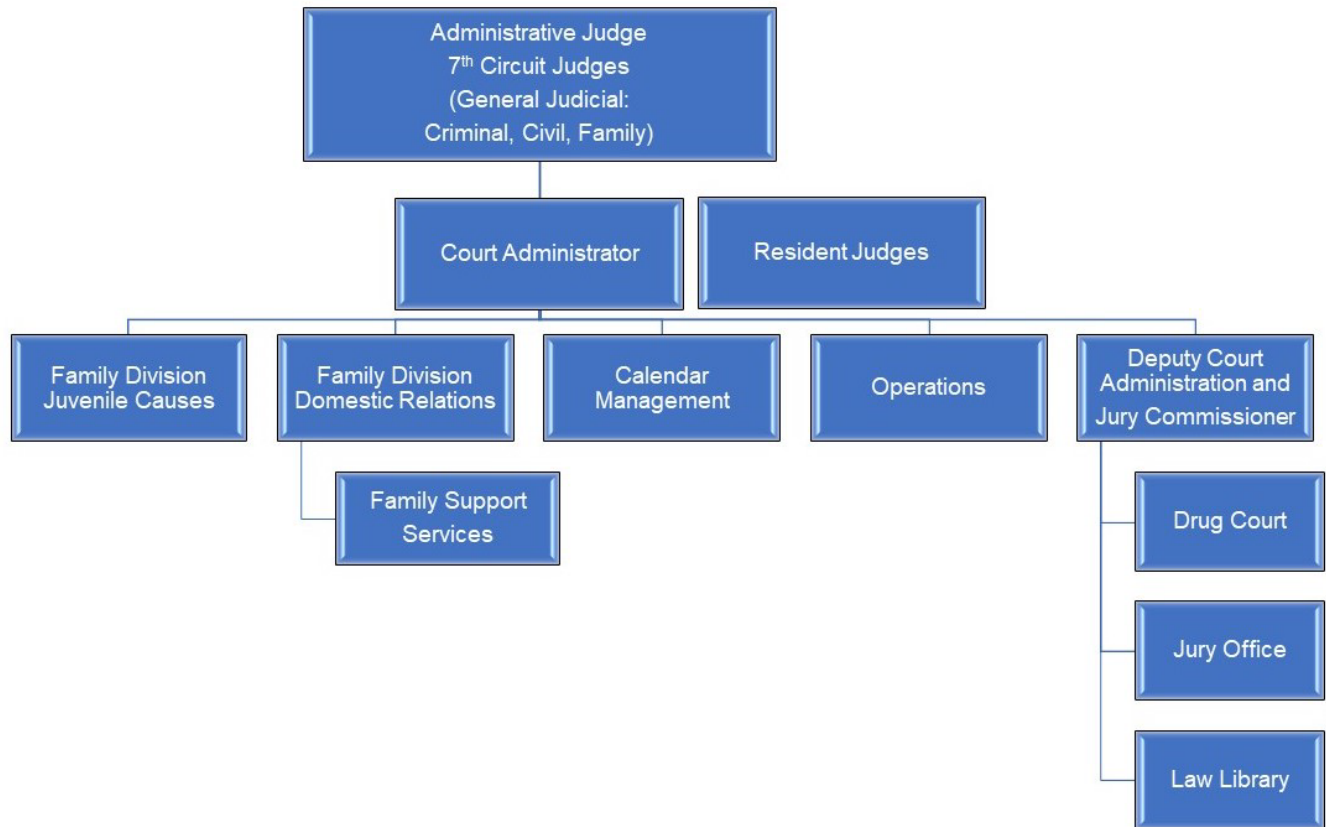 Administrative Judge
7th Circuit Judges
(General Judicial:
Criminal, Civil, Family)
Court Administrator
Resident Judges
Family Division
Juvenile Causes
Family Division
Domestic Relations
Calendar
Management
Operations
Deputy Court
Administration and
Jury Commissioner
Family Support
Services
Drug Court
Jury Office
Law Library